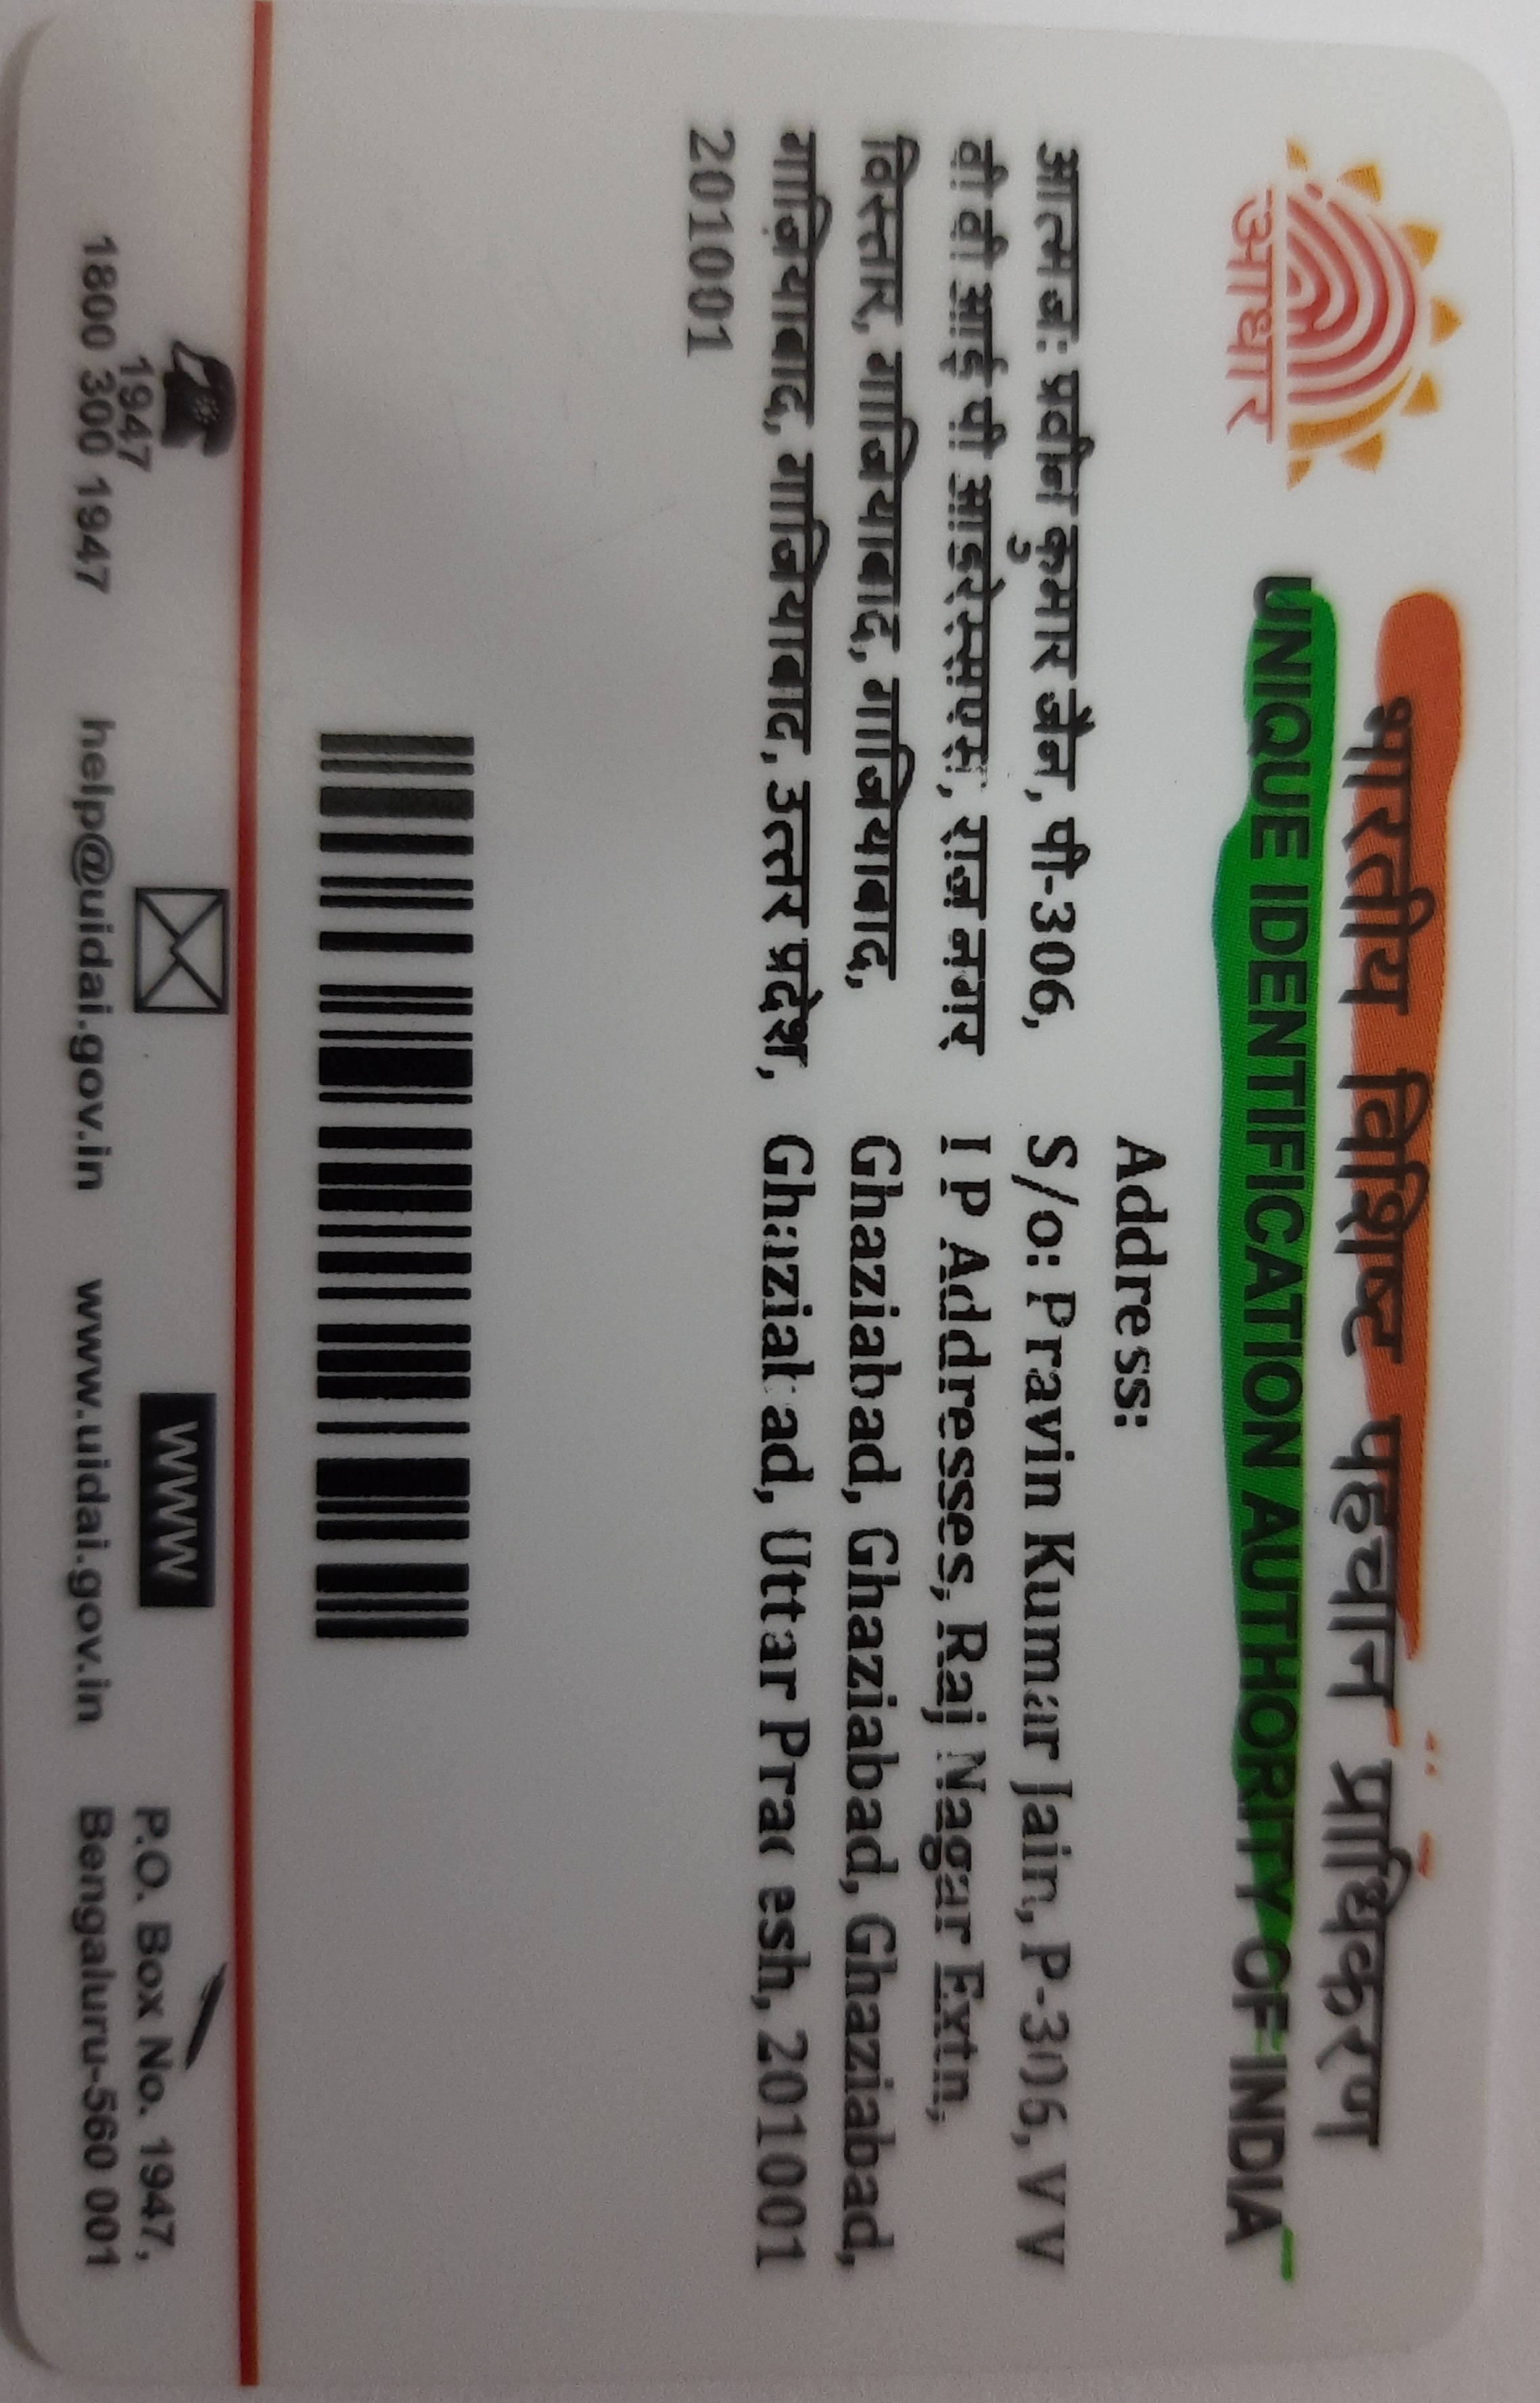 आधार
भारतीय विशिष्ट पहचान प्राधिकरण
UNIQUE IDENTIFICATION AUTHORITY OF INDIA
आत्मज: प्रवीन कुमार जैन, पी-306,
वी वी आई पी आडरेस्सएस, राज नगर
विस्तार, गाजियाबाद, गाजियाबाद,
गाजियाबाद, गाजियाबाद, उत्तर प्रदेश,
201001
Address:
S/o: Pravin Kumar Jain, P-306, V V
I P Addresses, Raj Nagar Extn,
Ghaziabad, Ghaziabad, Ghaziabad,
Ghaziabad, Uttar Pradesh, 201001
1947
1800 300 1947
help@uidai.gov.in
WWW
www.uidai.gov.in
P.O. Box No. 1947,
Bengaluru-560 001